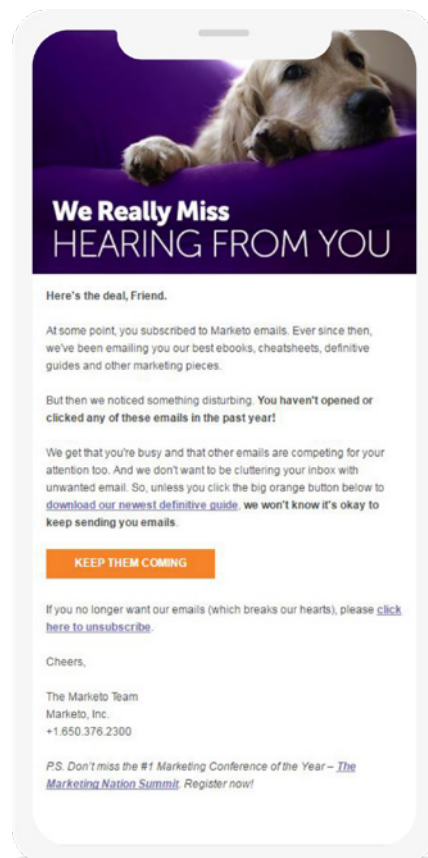 We Really Miss
HEARING FROM YOU
Here's the deal, Friend.
At some point, you subscribed to Marketo emails. Ever since then,
we've been emailing you our best ebooks, cheatsheets, definitive
guides and other marketing pieces.
But then we noticed something disturbing. You haven't opened or
clicked any of these emails in the past year!
We get that you're busy and that other emails are competing for your
attention too. And we don't want to be cluttering your inbox with
unwanted email. So, unless you click the big orange button below to
download our newest definitive guide, we won't know it's okay to
keep sending you emails.
KEEP THEM COMING
If you no longer want our emails (which breaks our hearts), please click
here to unsubscribe.
Cheers,
The Marketo Team
Marketo, Inc.
+1.650.376.2300
P.S. Don't miss the #1 Marketing Conference of the Year – The
Marketing Nation Summit. Register now!